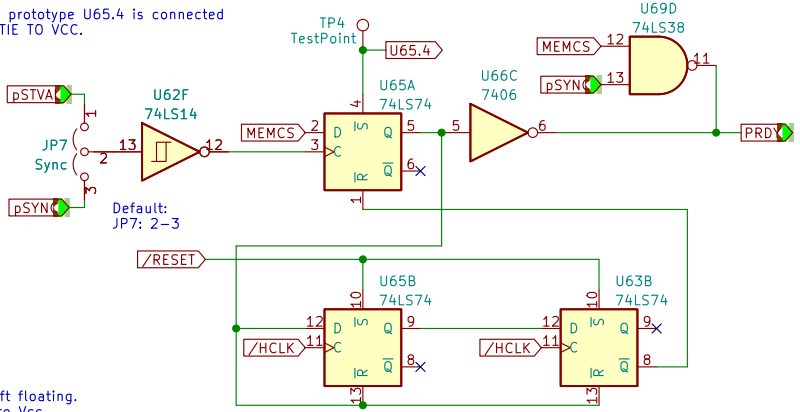 prototype U65.4 is connected
TIE TO VCC.
TP4
TestPoint
U65.4
U69D
74LS38
MEMCS
12
11
pSYNC
13
pSTVA
1
U62F
74LS14
JP7
Sync
2
13
12
3
pSYNC
Default:
JP7: 2-3
U65A
74LS74
4
MEMCS
2
D
S
Q
5
3
C
Q
6
R
1
U66C
7406
5
6
PRDY
/RESET
U65B
74LS74
10
12
D
S
Q
9
/HCLK
11
C
Q
8
R
13
U63B
74LS74
10
12
D
S
Q
9
/HCLK
11
C
Q
8
R
13
ft floating.
to Vcc